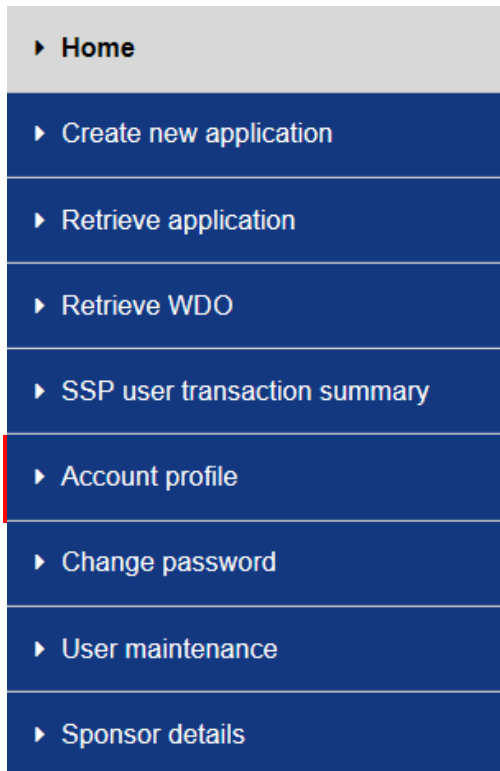 Home
Create new application
Retrieve application
Retrieve WDO
SSP user transaction summary
Account profile
Change password
User maintenance
Sponsor details